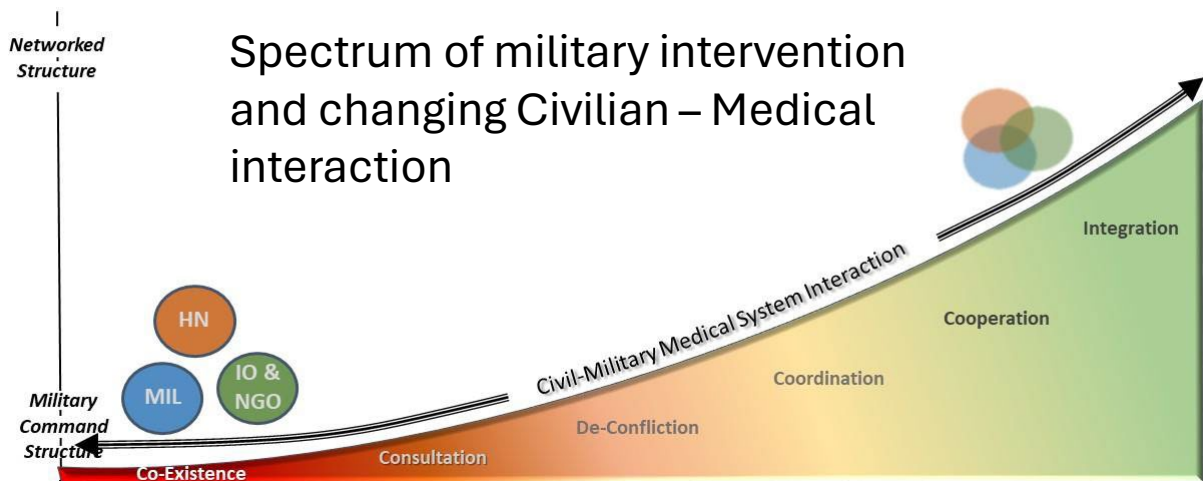 Networked
Structure
Spectrum of military intervention
and changing Civilian – Medical
interaction
HN
MIL
IO &
NGO
Military
Command
Structure
Civil-Military Medical System Interaction
Co-Existence
Consultation
De-Confliction
Coordination
Cooperation
Integration